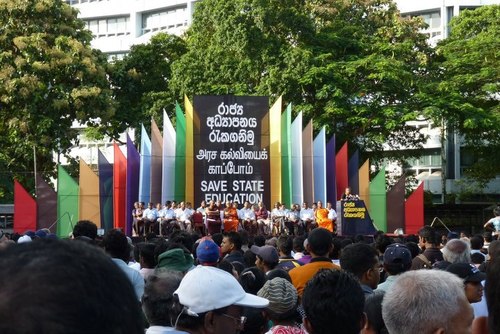 රාජ්‍ය
අධ්‍යාපනය
රැකගනිමු
அரச கல்வியைக்
காப்போம்
SAVE STATE
EDUCATION